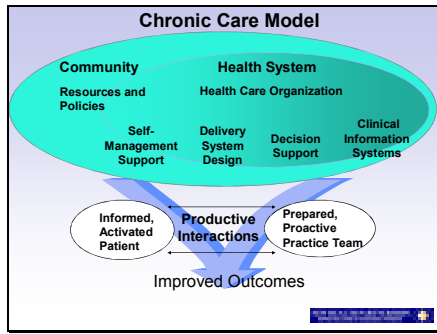 Chronic Care Model
Community
Health System
Resources and
Policies
Health Care Organization
Self-
Management
Support
Delivery
System
Design
Decision
Support
Clinical
Information
Systems
Informed,
Activated
Patient
Productive
Interactions
Prepared,
Proactive
Practice Team
Improved Outcomes